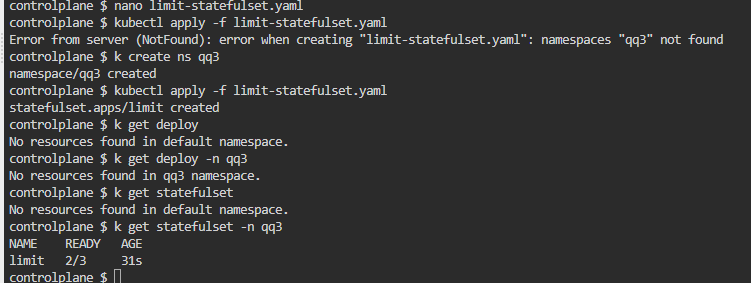 controlplane $ nano limit-statefulset.yaml
controlplane $ kubectl apply -f limit-statefulset.yaml
Error from server (NotFound): error when creating "limit-statefulset.yaml": namespaces "qq3" not found
controlplane $ k create ns qq3
namespace/qq3 created
controlplane $ kubectl apply -f limit-statefulset.yaml
statefulset.apps/limit created
controlplane $ k get deploy
No resources found in default namespace.
controlplane $ k get deploy -n qq3
No resources found in qq3 namespace.
controlplane $ k get statefulset
No resources found in default namespace.
controlplane $ k get statefulset -n qq3
NAME    READY   AGE
limit   2/3     31s
controlplane $